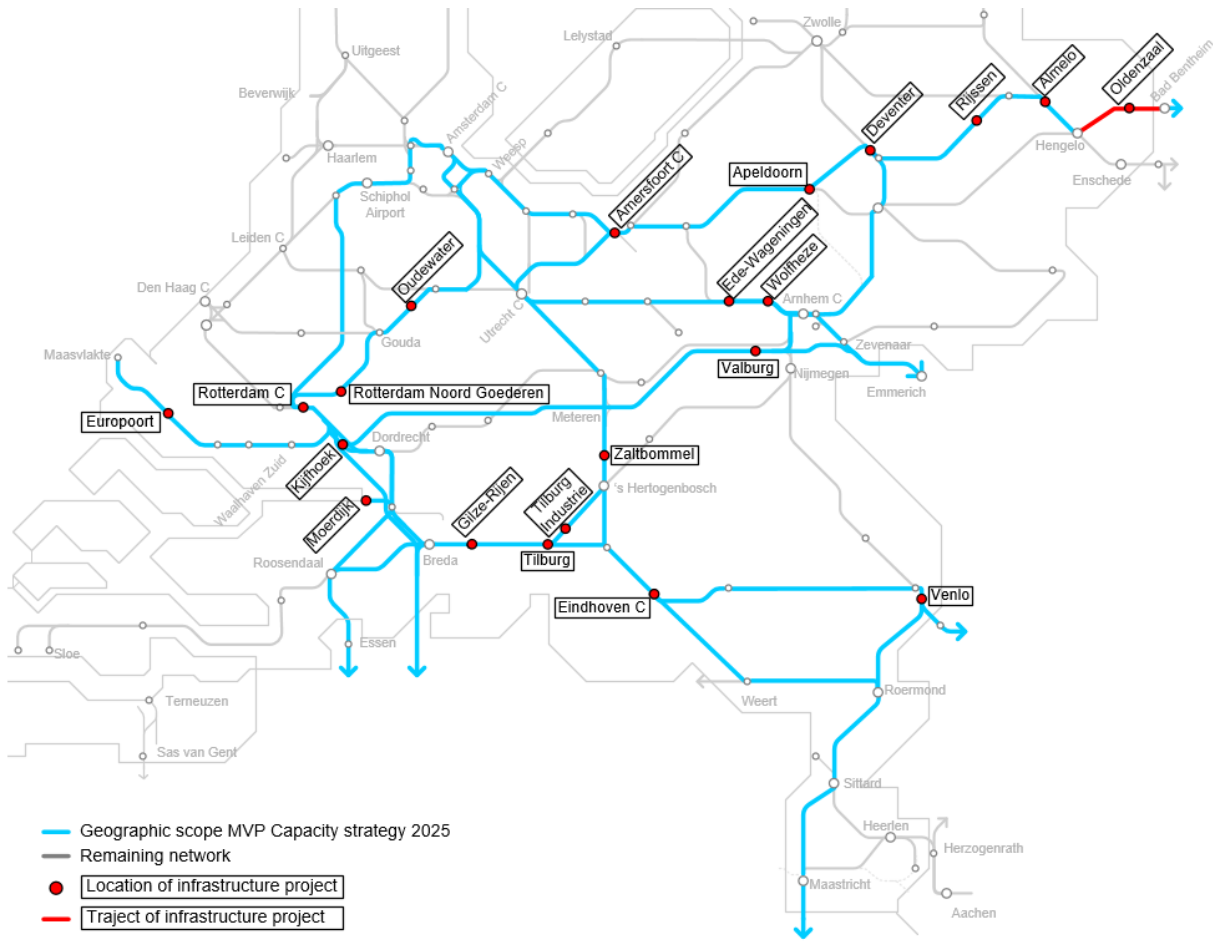 Zwolle
Uitgeest
Lelystad
Beverwijk
Amsterdam C
Haarlem
Weesp
Schiphol
Airport
Leiden C
Den Haag C
Oudewater
Utrecht C
Gouda
Maasvlakte
Amersfoort C
Apeldoorn
Deventer
Rijssen
Almelo
Oldenzaal
Bad Bentheim
Hengelo
Enschede
Ede-Wageningen
Wolfheze
Arnhem C
Zevenaar
Valburg
Nijmegen
Emmerich
Rotterdam C
Rotterdam Noord Goederen
Europoort
Meteren
Dordrecht
Kijfhoek
Waalhaven Zuid
Zaltbommel
's Hertogenbosch
Moerdijk
Gilze-Rijen
Tilburg
Industrie
Roosendaal
Breda
Tilburg
Eindhoven C
Venlo
Essen
Sloe
Terneuzen
Weert
Roermond
Sas van Gent
Sittard
Heerlen
Herzogenrath
Maastricht
Aachen
Geographic scope MVP Capacity strategy 2025
Remaining network
Location of infrastructure project
Traject of infrastructure project